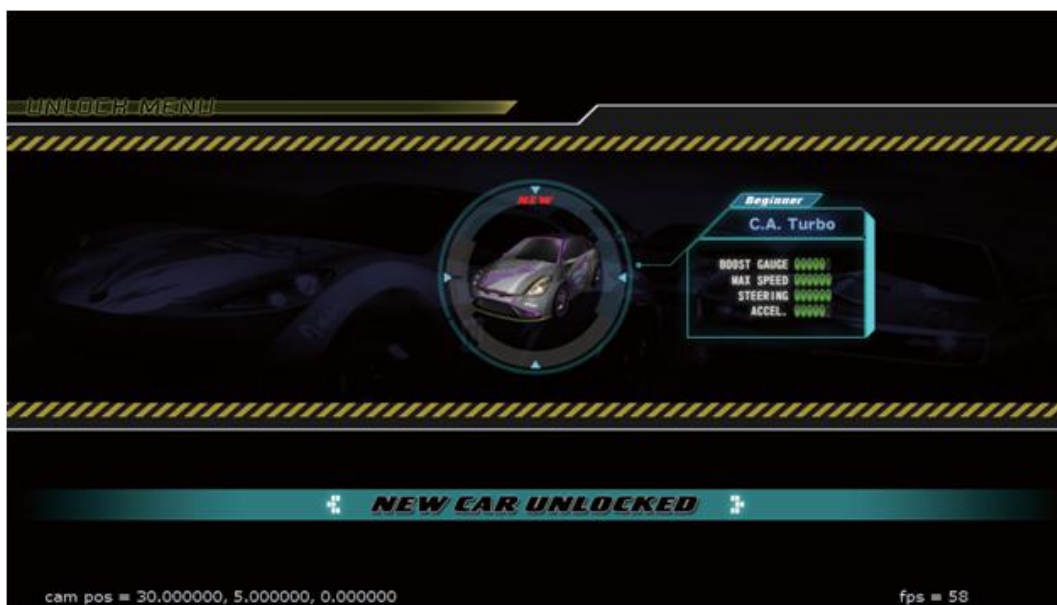 UNLOCK MENU
NEW
Beginner
C.A. Turbo
BOOST GAUGE
MAX SPEED
STEERING
ACCEL.
NEW CAR UNLOCKED
cam pos = 30.000000, 5.000000, 0.000000
fps = 58